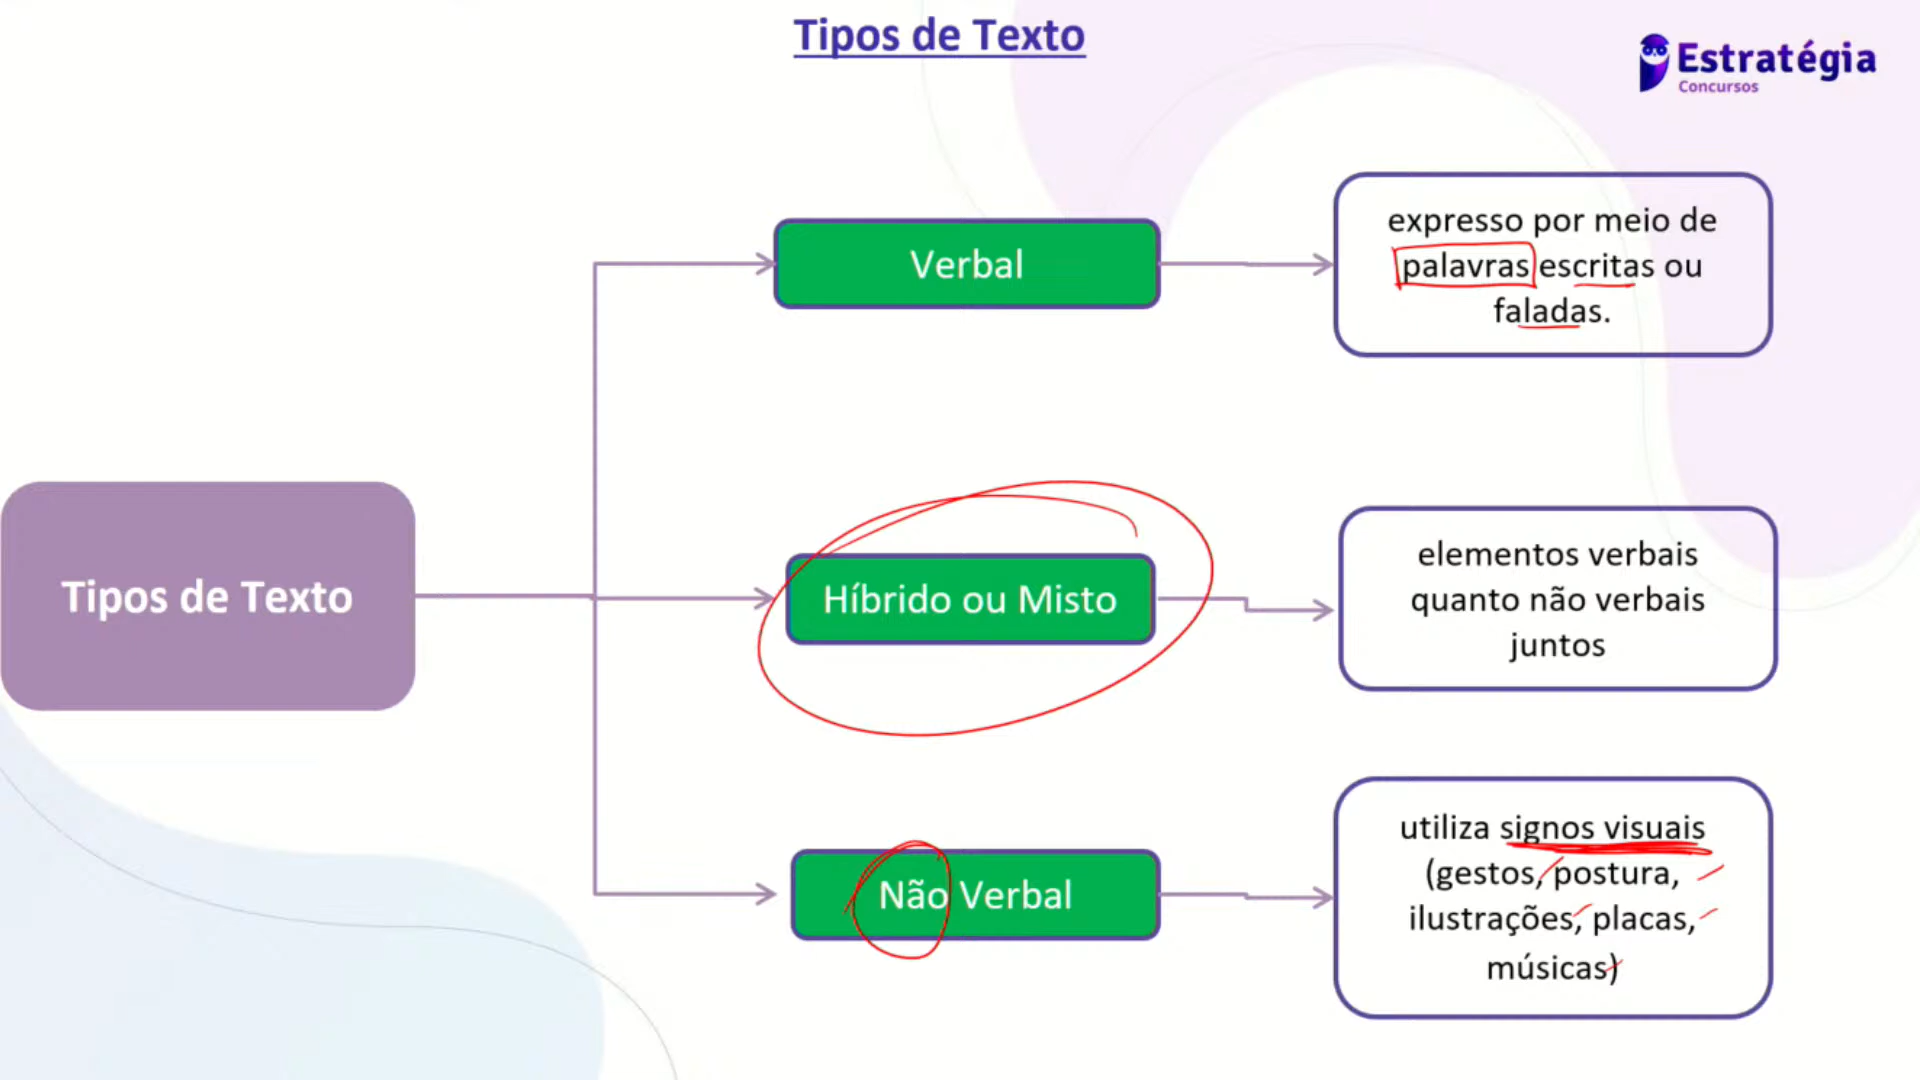 Tipos de Texto
Estratégia
Concursos
Verbal
expresso por meio de
palavras escritas ou
faladas.
Tipos de Texto
Híbrido ou Misto
elementos verbais
quanto não verbais
juntos
Não Verbal
utiliza signos visuais
(gestos, postura,
ilustrações, placas,
músicas)